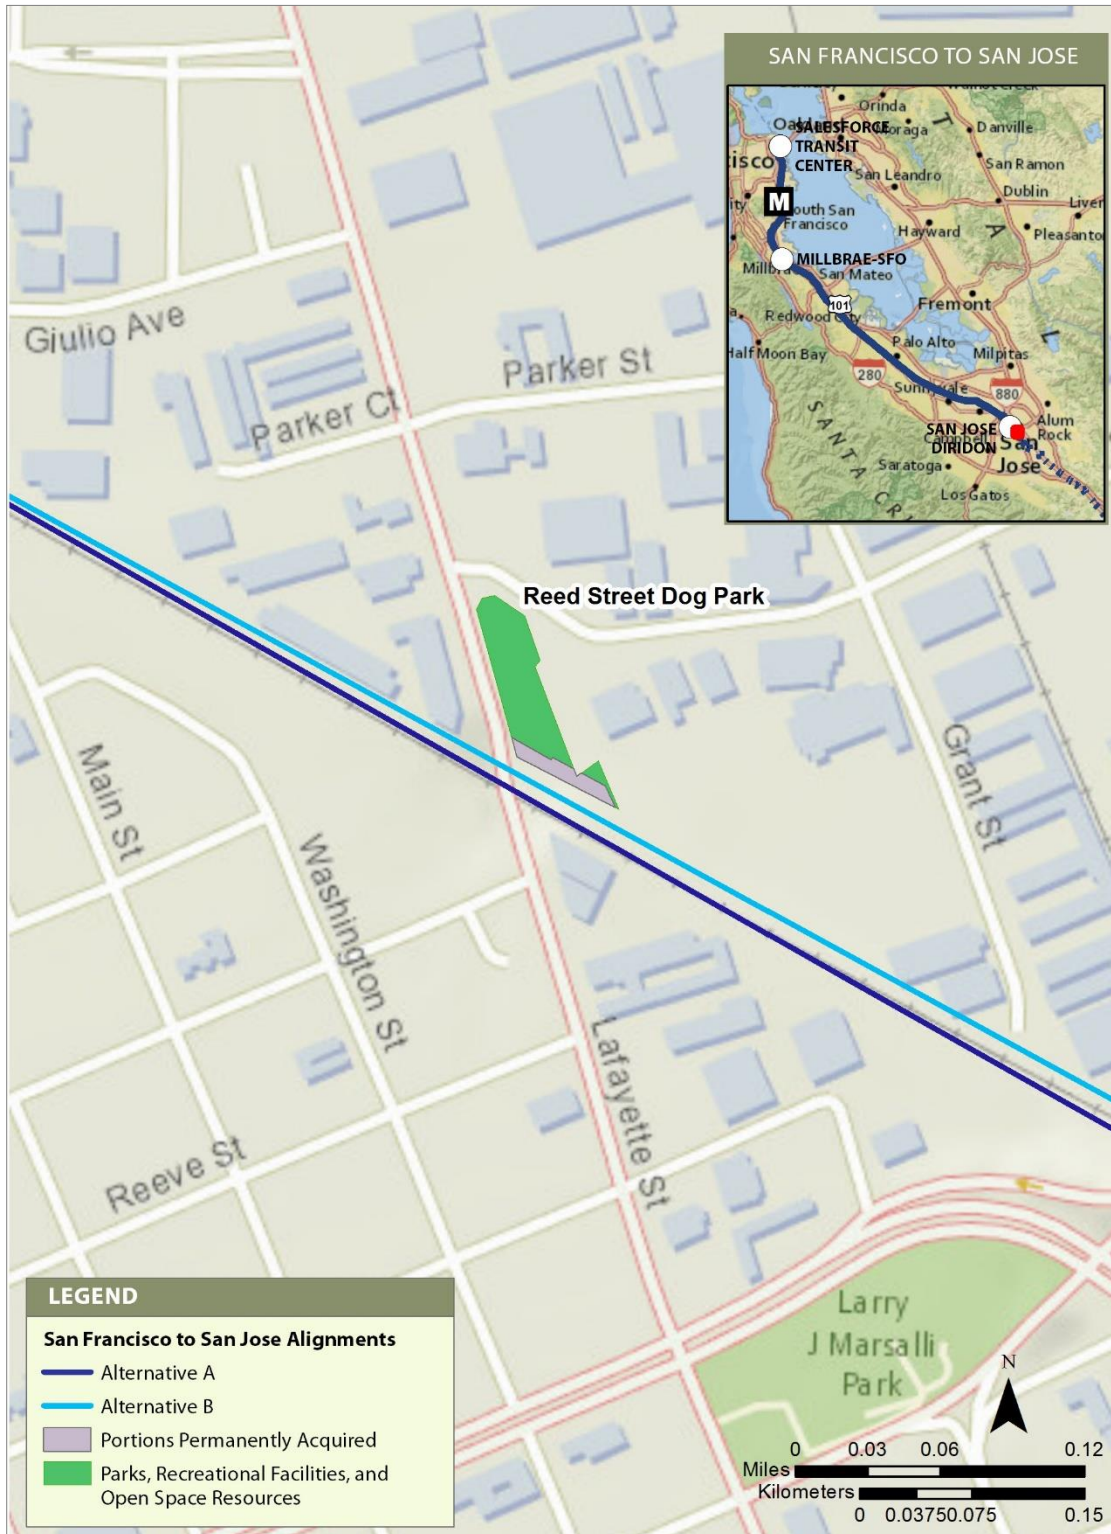 SAN FRANCISCO TO SAN JOSE
Orinda
SALESFORCE
Moraga
TRANSIT
CENTER
Danville
San Ramon
San Leandro
Dublin
M
South San
Francisco
Hayward
MILLBRAE-SFO
San Mateo
101
Fremont
Redwood City
Half Moon Bay
Palo Alto
Milpitas
280
Sunnyvale
880
SAN JOSE
DIRIDON
Alum
Rock
San
Jose
Saratoga
Los Gatos
SANTA
Giulio Ave
Parker St
Parker Ct
Reed Street Dog Park
Main St
Washington St
Grant St
Lafayette St
Reeve St
Larry
J Marsalli
Park
LEGEND
San Francisco to San Jose Alignments
Alternative A
Alternative B
Portions Permanently Acquired
Parks, Recreational Facilities, and
Open Space Resources
N
0 0.03 0.06 0.12
Miles
Kilometers
0 0.0375 0.075 0.15